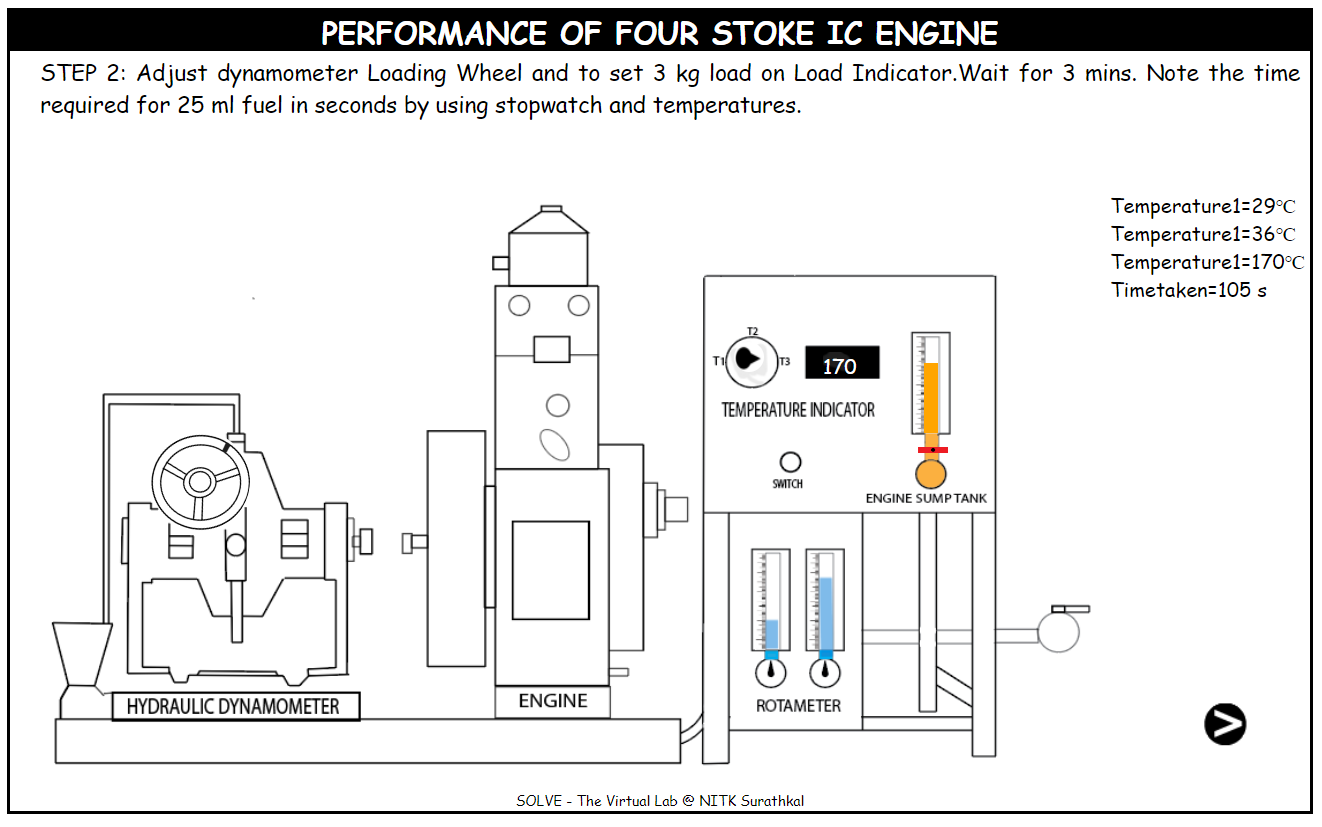 PERFORMANCE OF FOUR STOKE IC ENGINE
STEP 2: Adjust dynamometer Loading Wheel and to set 3 kg load on Load Indicator.Wait for 3 mins. Note the time
required for 25 ml fuel in seconds by using stopwatch and temperatures.
Temperature1=29°C
Temperature1=36°C
Temperature1=170°C
Timetaken=105 s
T2
T1
T3
170
TEMPERATURE INDICATOR
SWITCH
ENGINE SUMP TANK
HYDRAULIC DYNAMOMETER
ENGINE
ROTAMETER
SOLVE - The Virtual Lab @ NITK Surathkal